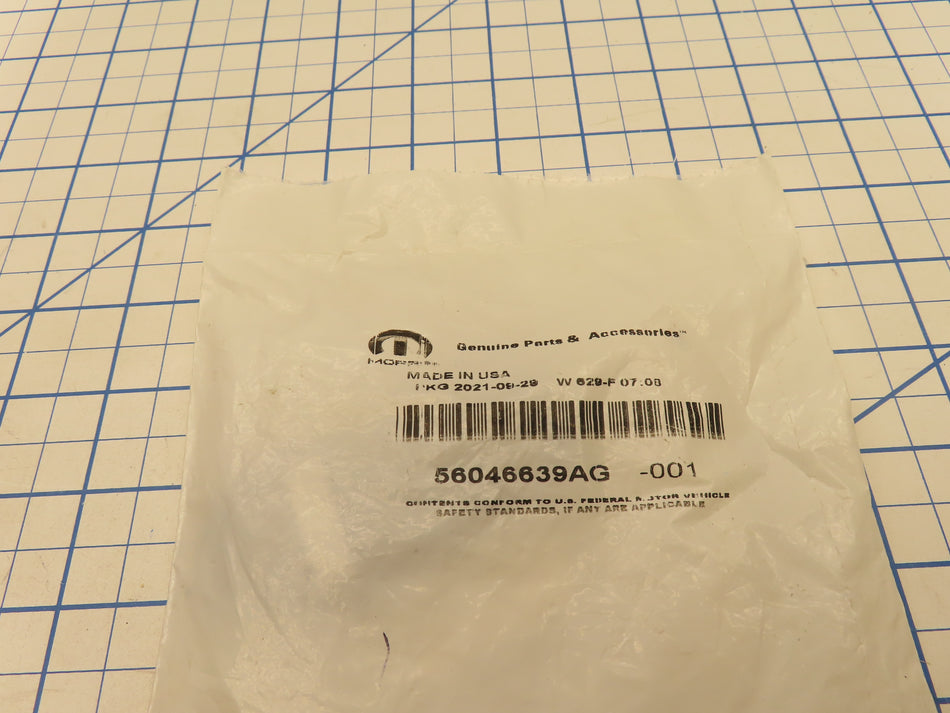 Genuine Parts & Accessories™
MADE IN USA
PKG 2021-09-29 W 629-F 07.08
56046639AG -001
CONTENTS CONFORM TO U.S. FEDERAL MOTOR VEHICLE
SAFETY STANDARDS, IF ANY ARE APPLICABLE